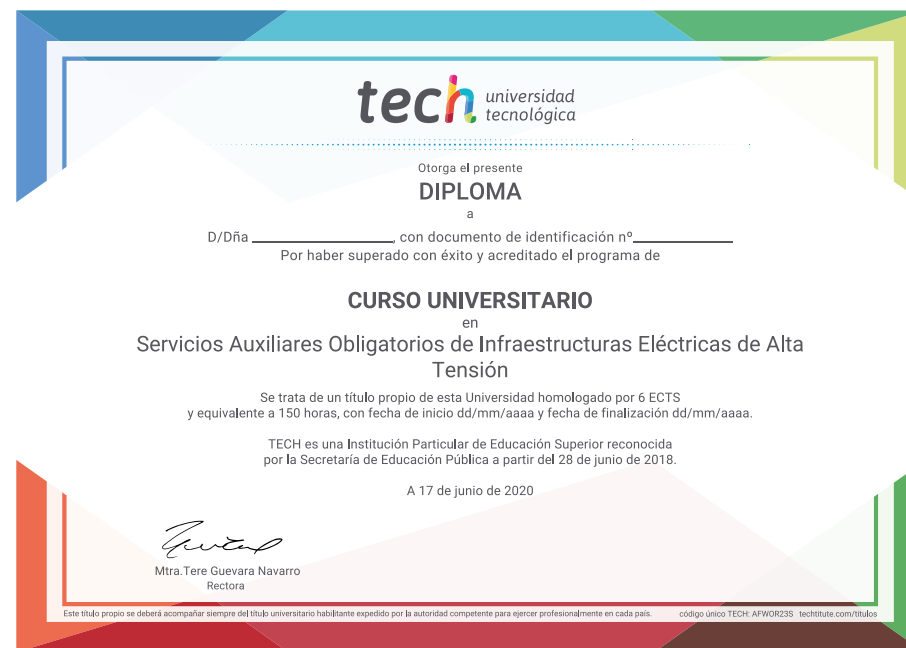 tech universidad
tecnológica
Otorga el presente
DIPLOMA
a
D/Dña ____________________, con documento de identificación nº______________
Por haber superado con éxito y acreditado el programa de
CURSO UNIVERSITARIO
en
Servicios Auxiliares Obligatorios de Infraestructuras Eléctricas de Alta
Tensión
Se trata de un título propio de esta Universidad homologado por 6 ECTS
y equivalente a 150 horas, con fecha de inicio dd/mm/aaaa y fecha de finalización dd/mm/aaaa.
TECH es una Institución Particular de Educación Superior reconocida
por la Secretaría de Educación Pública a partir del 28 de junio de 2018.
A 17 de junio de 2020
Mtra.Tere Guevara Navarro
Rectora
Este título propio se deberá acompañar siempre del título universitario habilitante expedido por la autoridad competente para ejercer profesionalmente en cada país. código único TECH: AFWOR23S techtitute.com/titulos